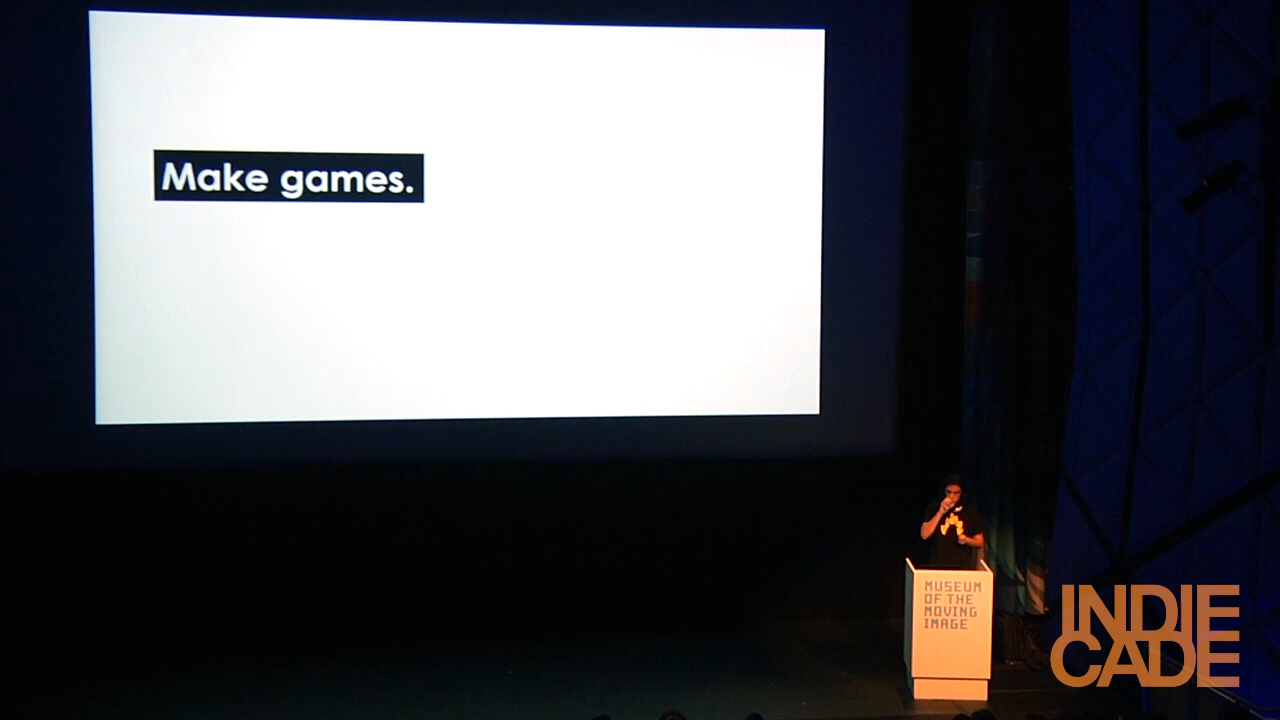 Make games.
MUSEUM
OF THE
MOVING
IMAGE
INDIE
CADE